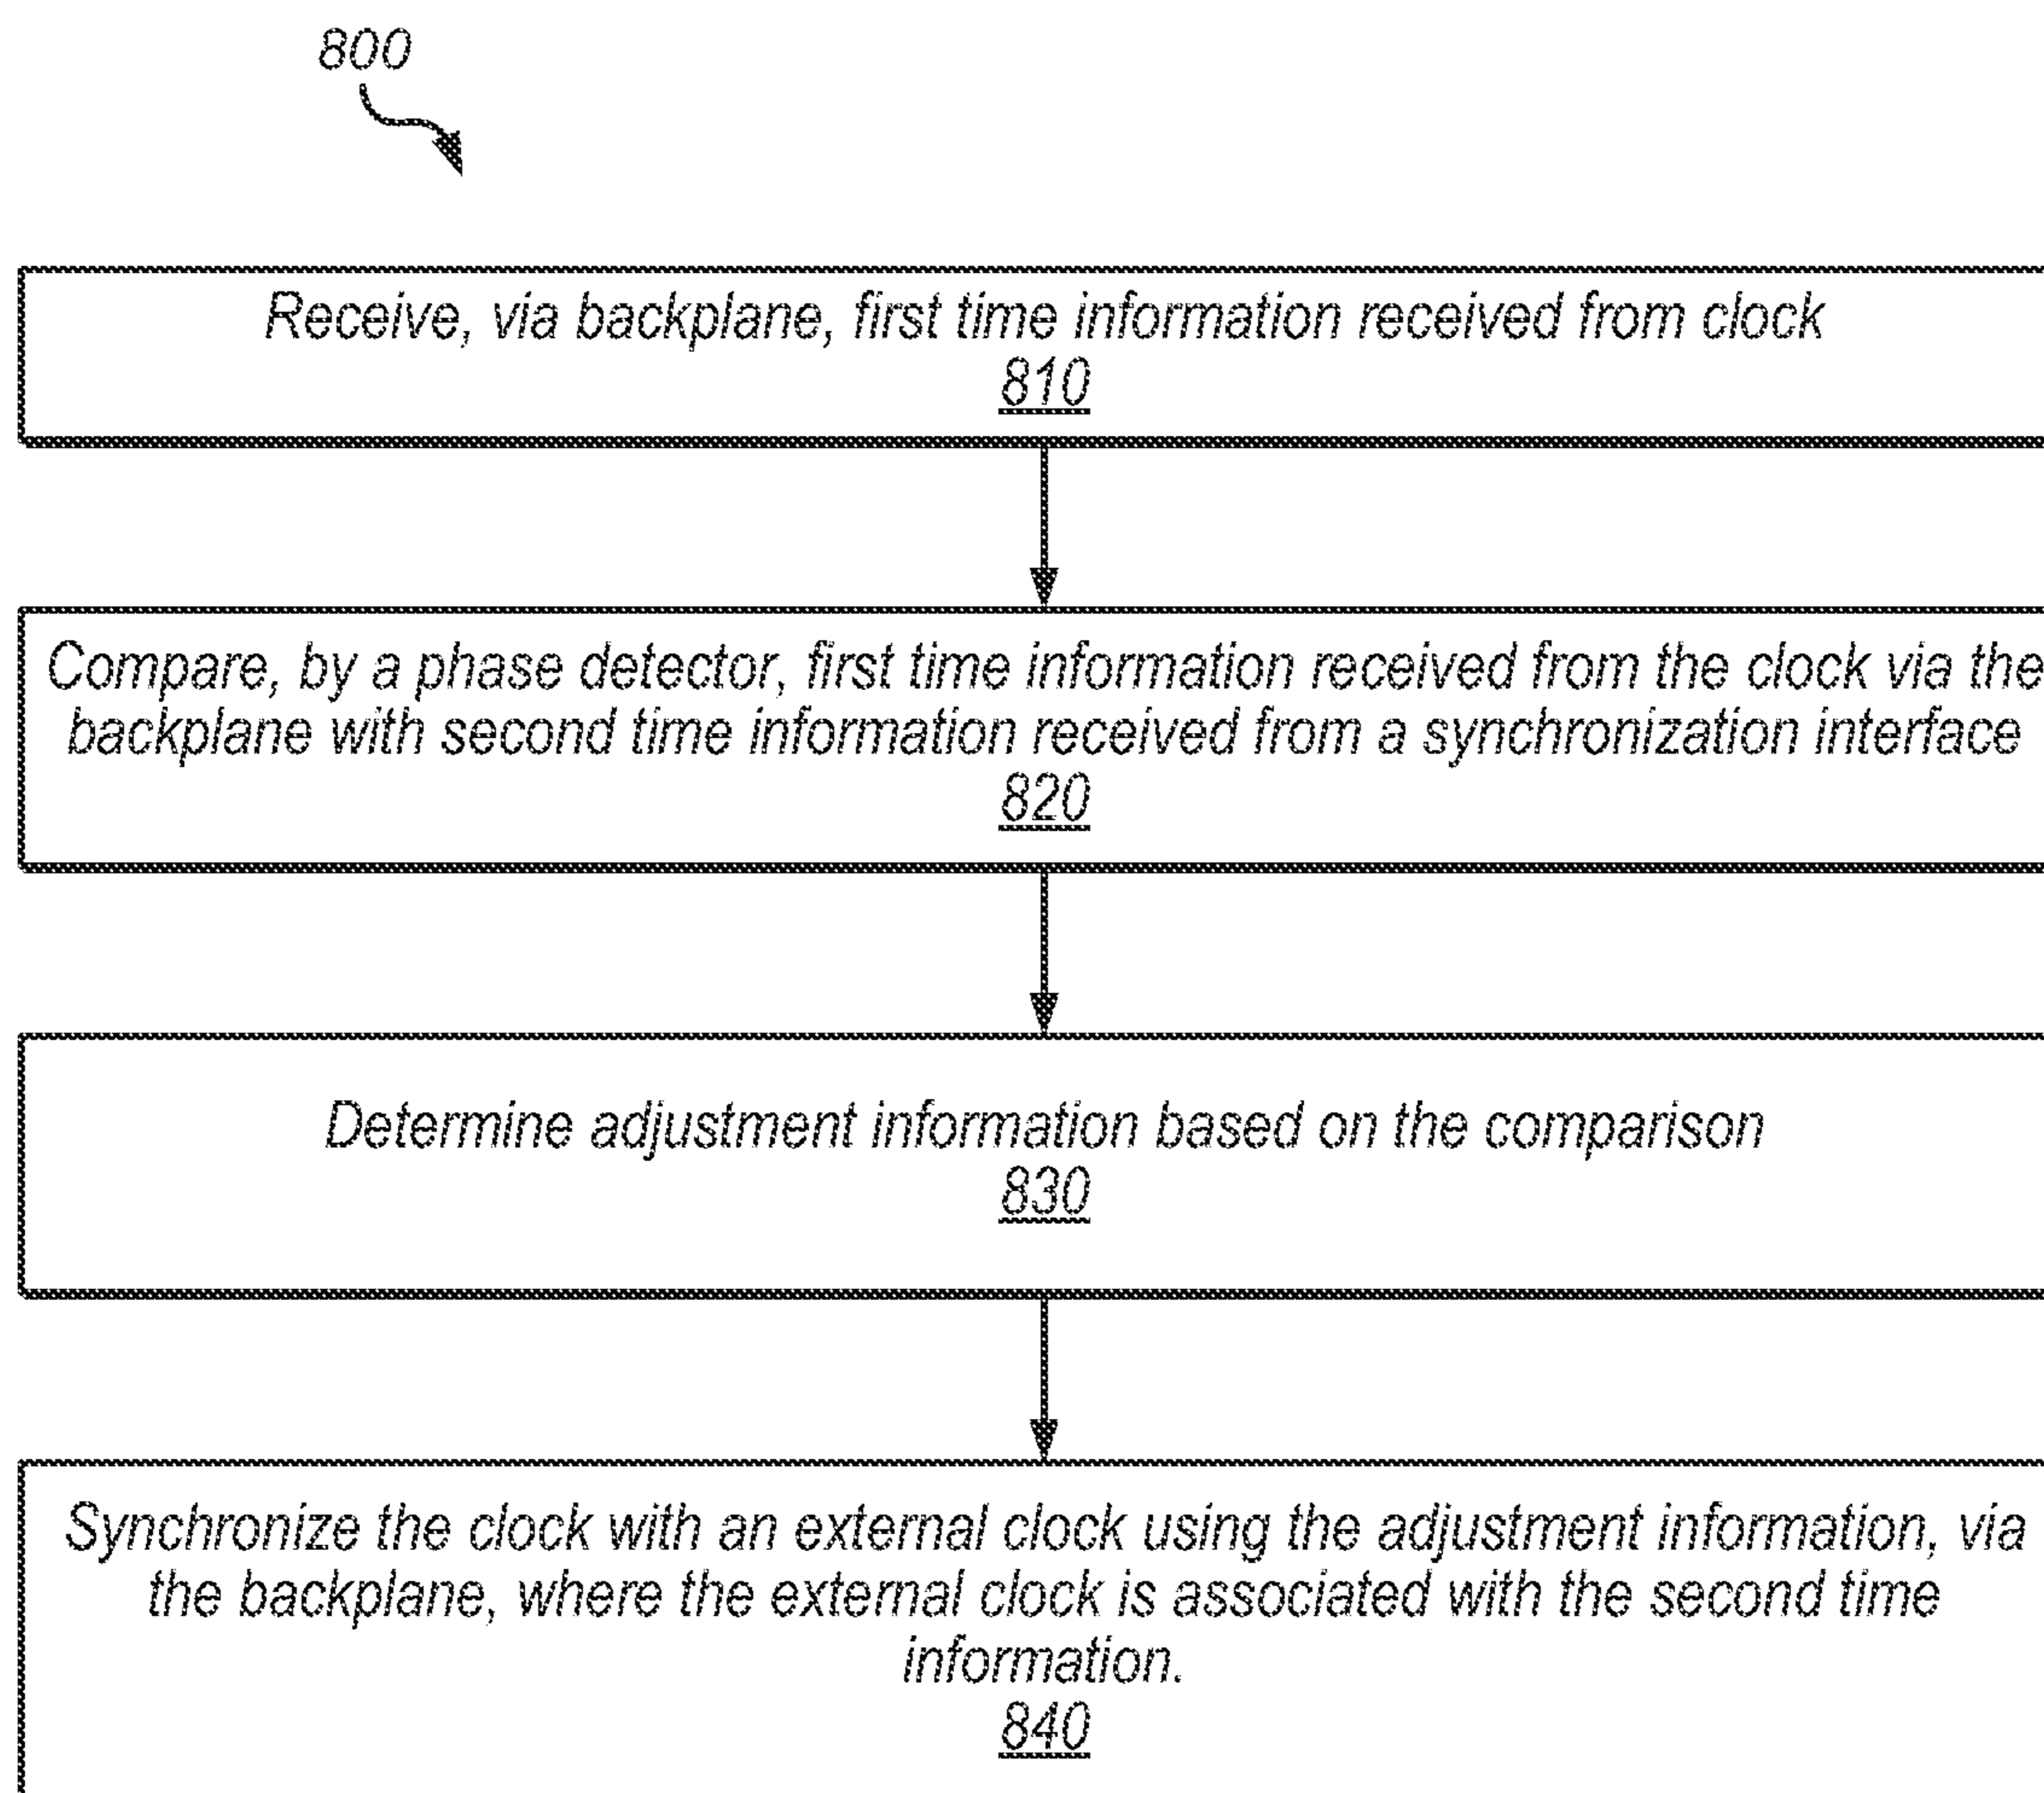 800
Receive, via backplane, first time information received from clock
810
Compare, by a phase detector, first time information received from the clock via the
backplane with second time information received from a synchronization interface
820
Determine adjustment information based on the comparison
830
Synchronize the clock with an external clock using the adjustment information, via
the backplane, where the external clock is associated with the second time
information.
840